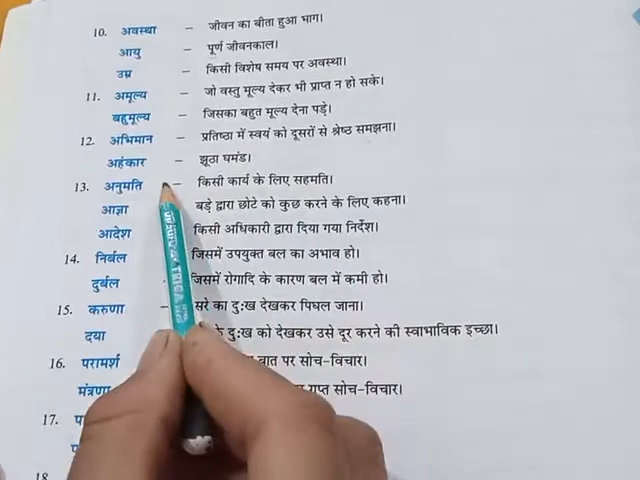 10. अवस्था – जीवन का बीता हुआ भाग।
आयु – पूर्ण जीवनकाल।
उम्र – किसी विशेष समय पर अवस्था।
11. अमूल्य – जो वस्तु मूल्य देकर भी प्राप्त न हो सके।
बहुमूल्य – जिसका बहुत मूल्य देना पड़े।
12. अभिमान – प्रतिष्ठा में स्वयं को दूसरों से श्रेष्ठ समझना।
अहंकार – झूठा घमंड।
13. अनुमति – किसी कार्य के लिए सहमति।
आज्ञा बड़े द्वारा छोटे को कुछ करने के लिए कहना।
आदेश किसी अधिकारी द्वारा दिया गया निर्देश।
14. निर्बल जिसमें उपयुक्त बल का अभाव हो।
दुर्बल जिसमें रोगादि के कारण बल में कमी हो।
15. करुणा – सरे का दुःख देखकर पिघल जाना।
दया के दुःख को देखकर उसे दूर करने की स्वाभाविक इच्छा।
16. परामर्श बात पर सोच-विचार।
मंत्रणा गुप्त सोच-विचार।
17.
18